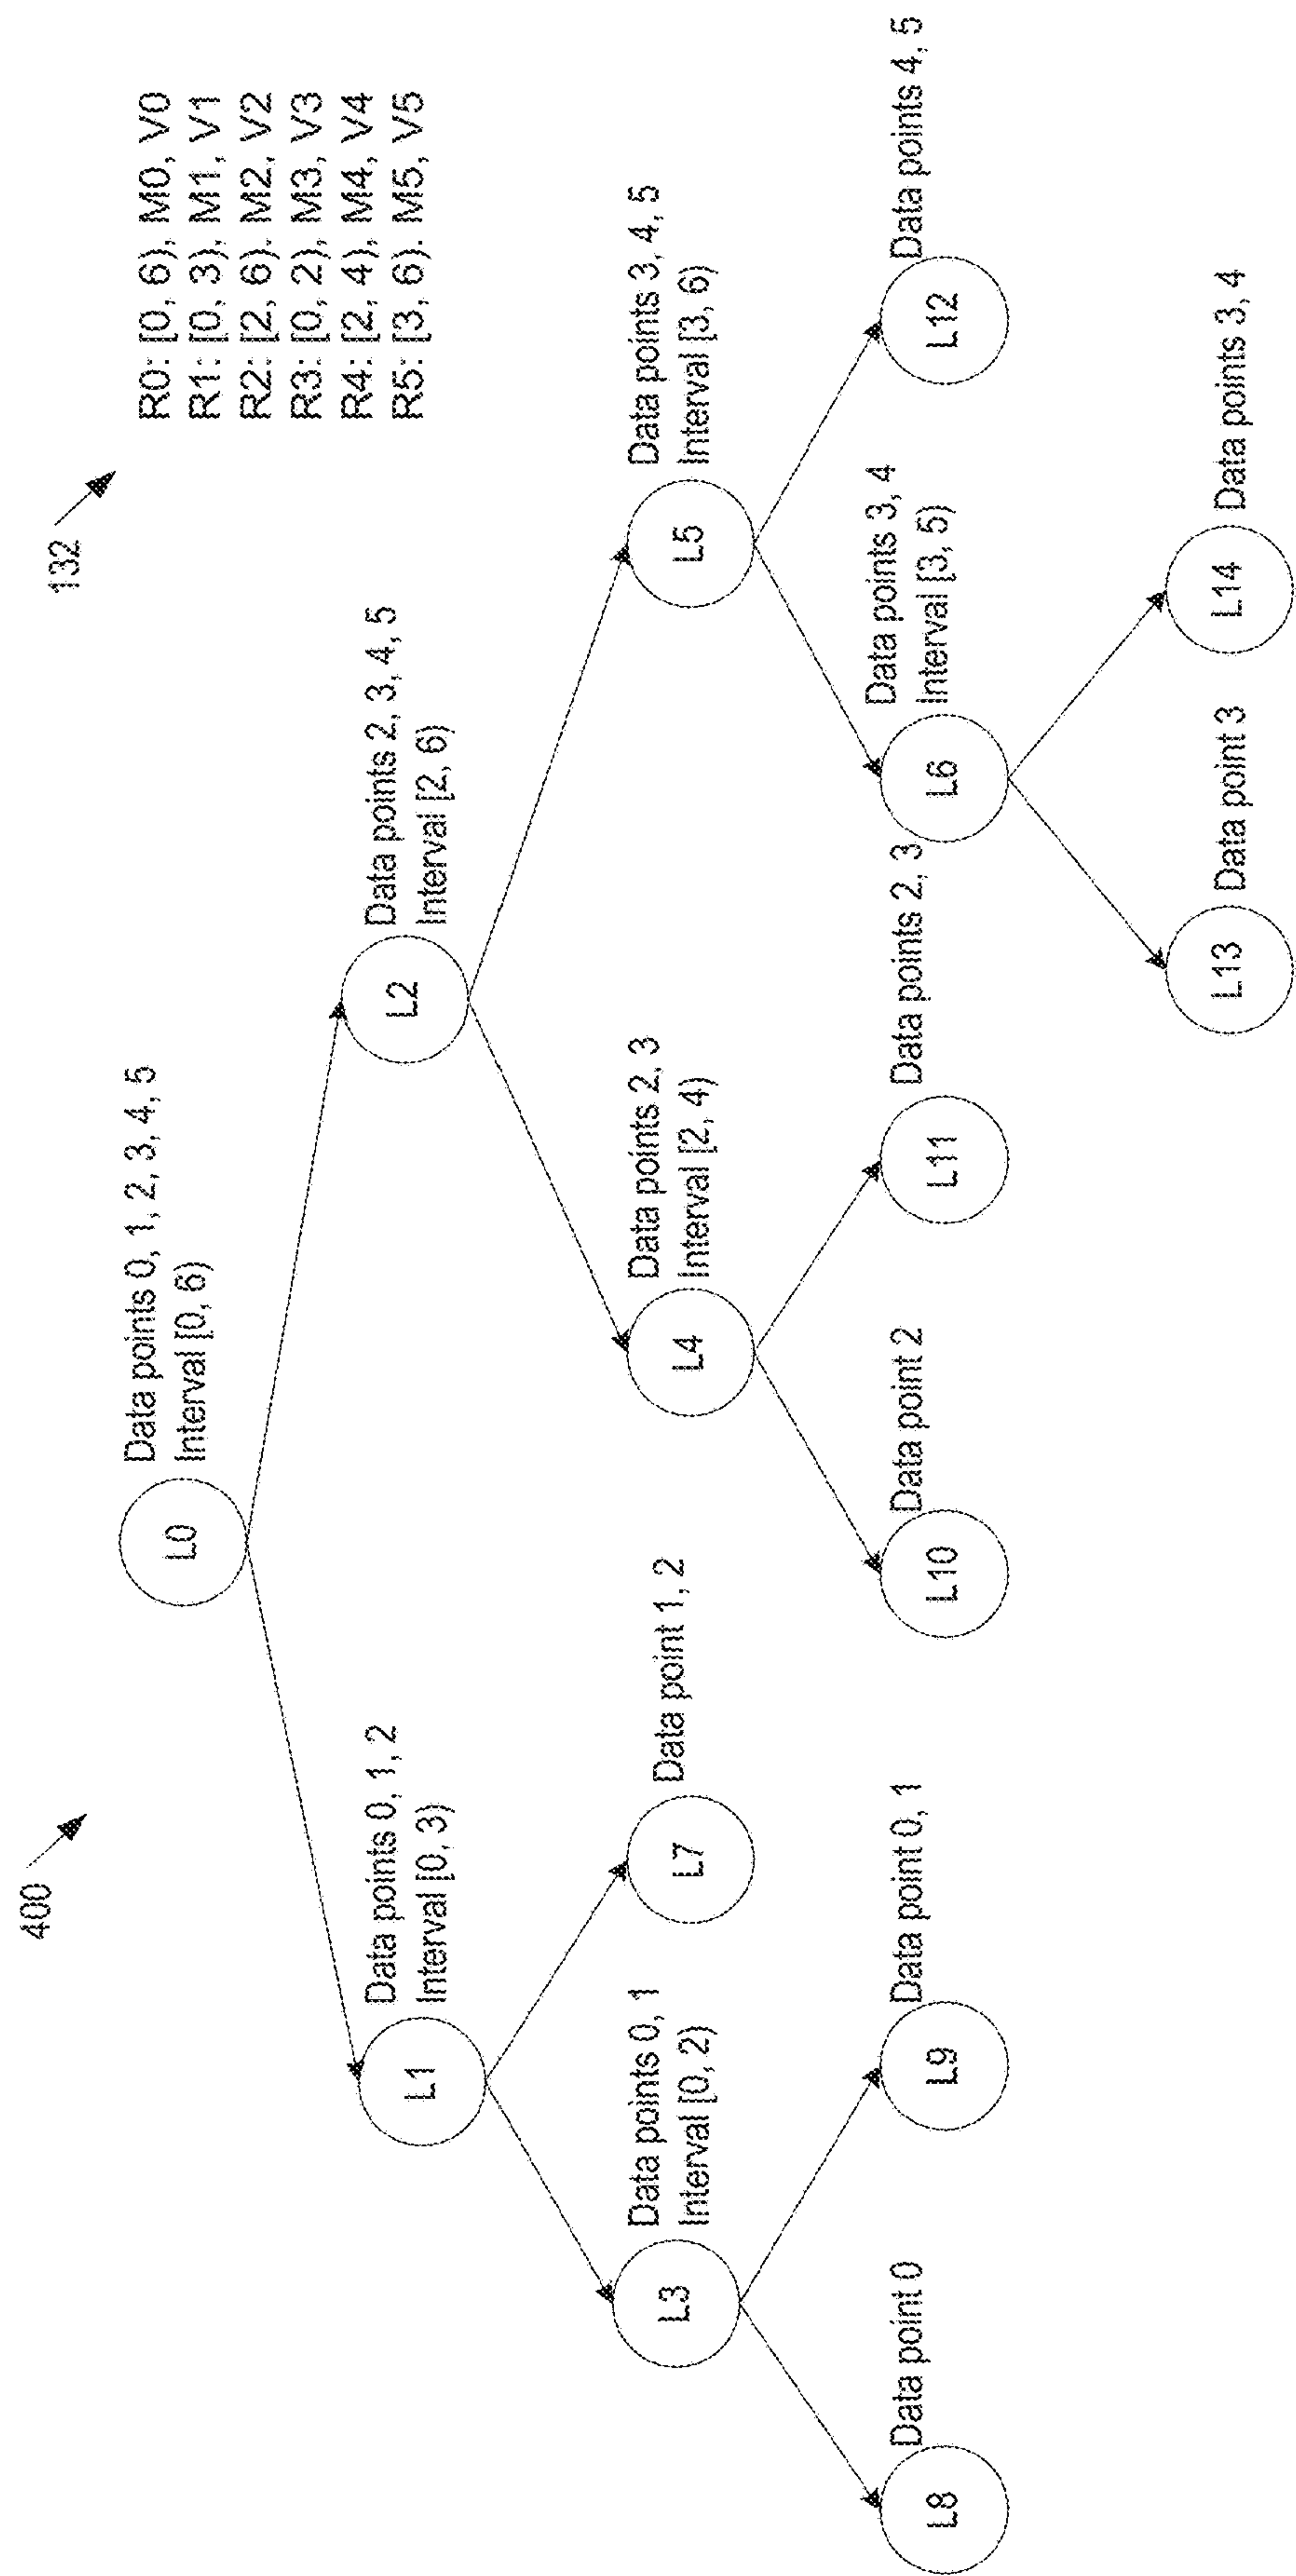 400
132
R0: [0, 6), M0, V0
R1: [0, 3), M1, V1
R2: [2, 6), M2, V2
R3: [0, 2), M3, V3
R4: [2, 4), M4, V4
R5: [3, 6), M5, V5
L0
Data points 0, 1, 2, 3, 4, 5
Interval [0, 6)
L1
Data points 0, 1, 2
Interval [0, 3)
L2
Data points 2, 3, 4, 5
Interval [2, 6)
L3
Data points 0, 1
Interval [0, 2)
L7
Data point 1, 2
L4
Data points 2, 3
Interval [2, 4)
L5
Data points 3, 4, 5
Interval [3, 6)
L8
Data point 0
L9
Data point 0, 1
L10
Data point 2
L11
Data points 2, 3
L6
Data points 3, 4
Interval [3, 5)
L12
Data points 4, 5
L13
Data point 3
L14
Data points 3, 4